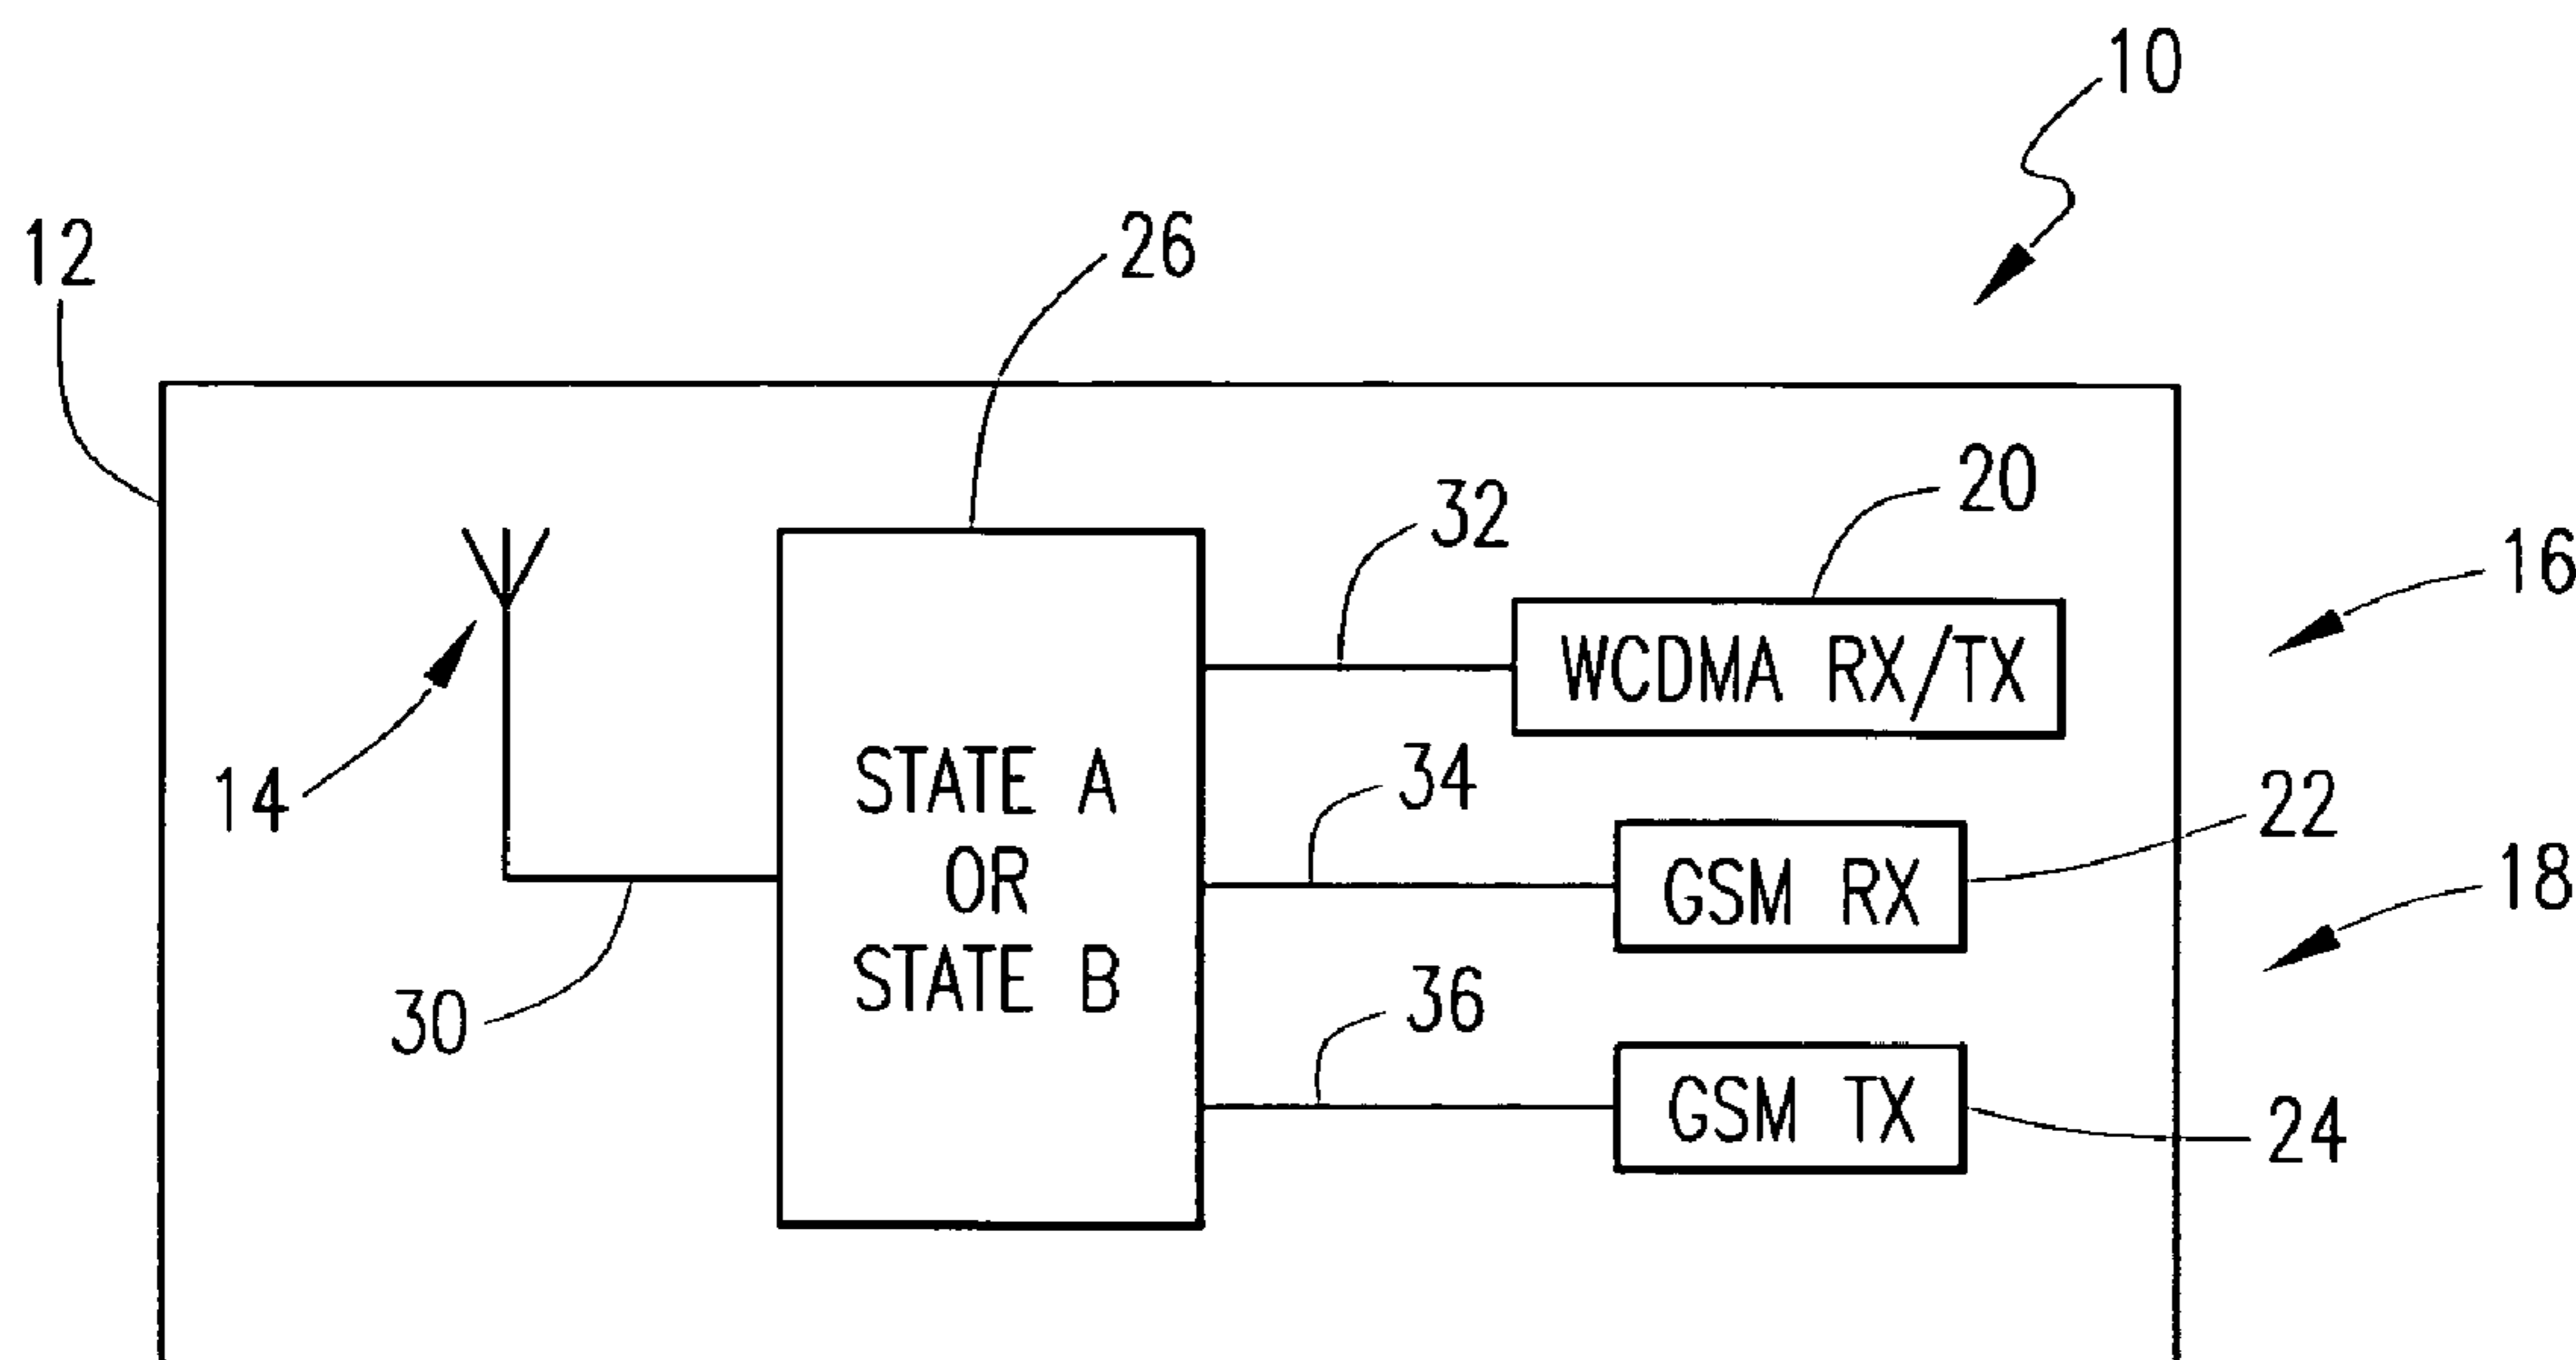 10
12
26
20
32
16
WCDMA RX/TX
14
STATE A
OR
STATE B
34
22
GSM RX
18
30
36
GSM TX
24